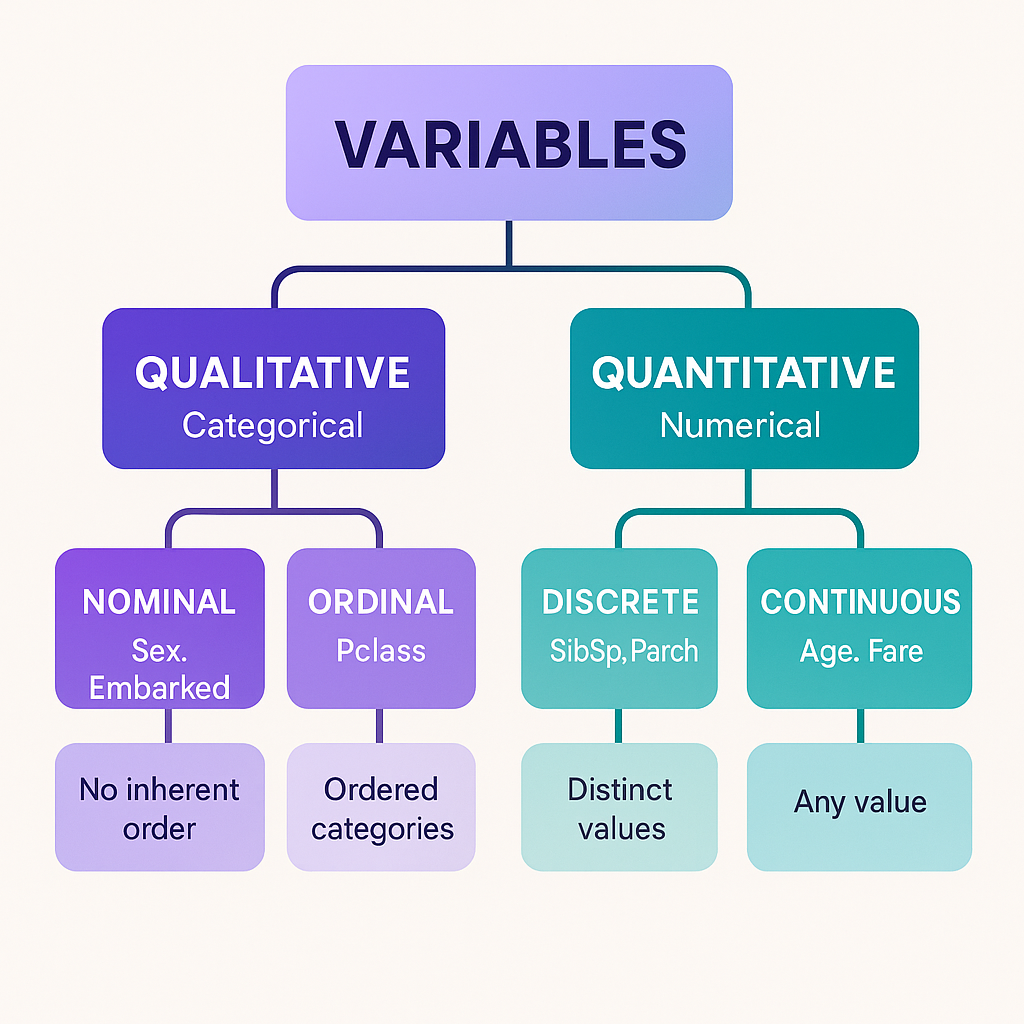 VARIABLES
QUALITATIVE
Categorical
QUANTITATIVE
Numerical
NOMINAL
Sex.
Embarked
ORDINAL
Pclass
DISCRETE
SibSp, Parch
CONTINUOUS
Age. Fare
No inherent
order
Ordered
categories
Distinct
values
Any value